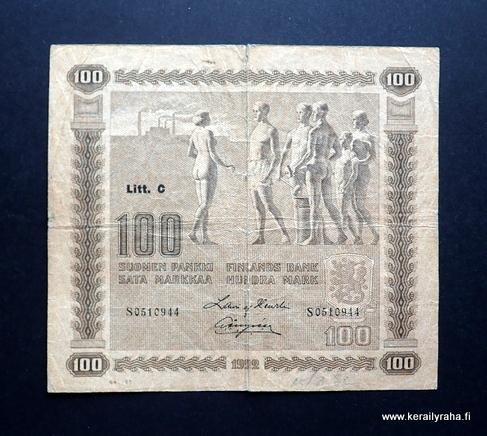 100 100
Litt. C
100
SUOMEN PANKKI FINLANDS BANK
SATA MARKKAA HUNDRA MARK
S0510944 S0510944
100
100 1922 100
www.kerailyraha.fi